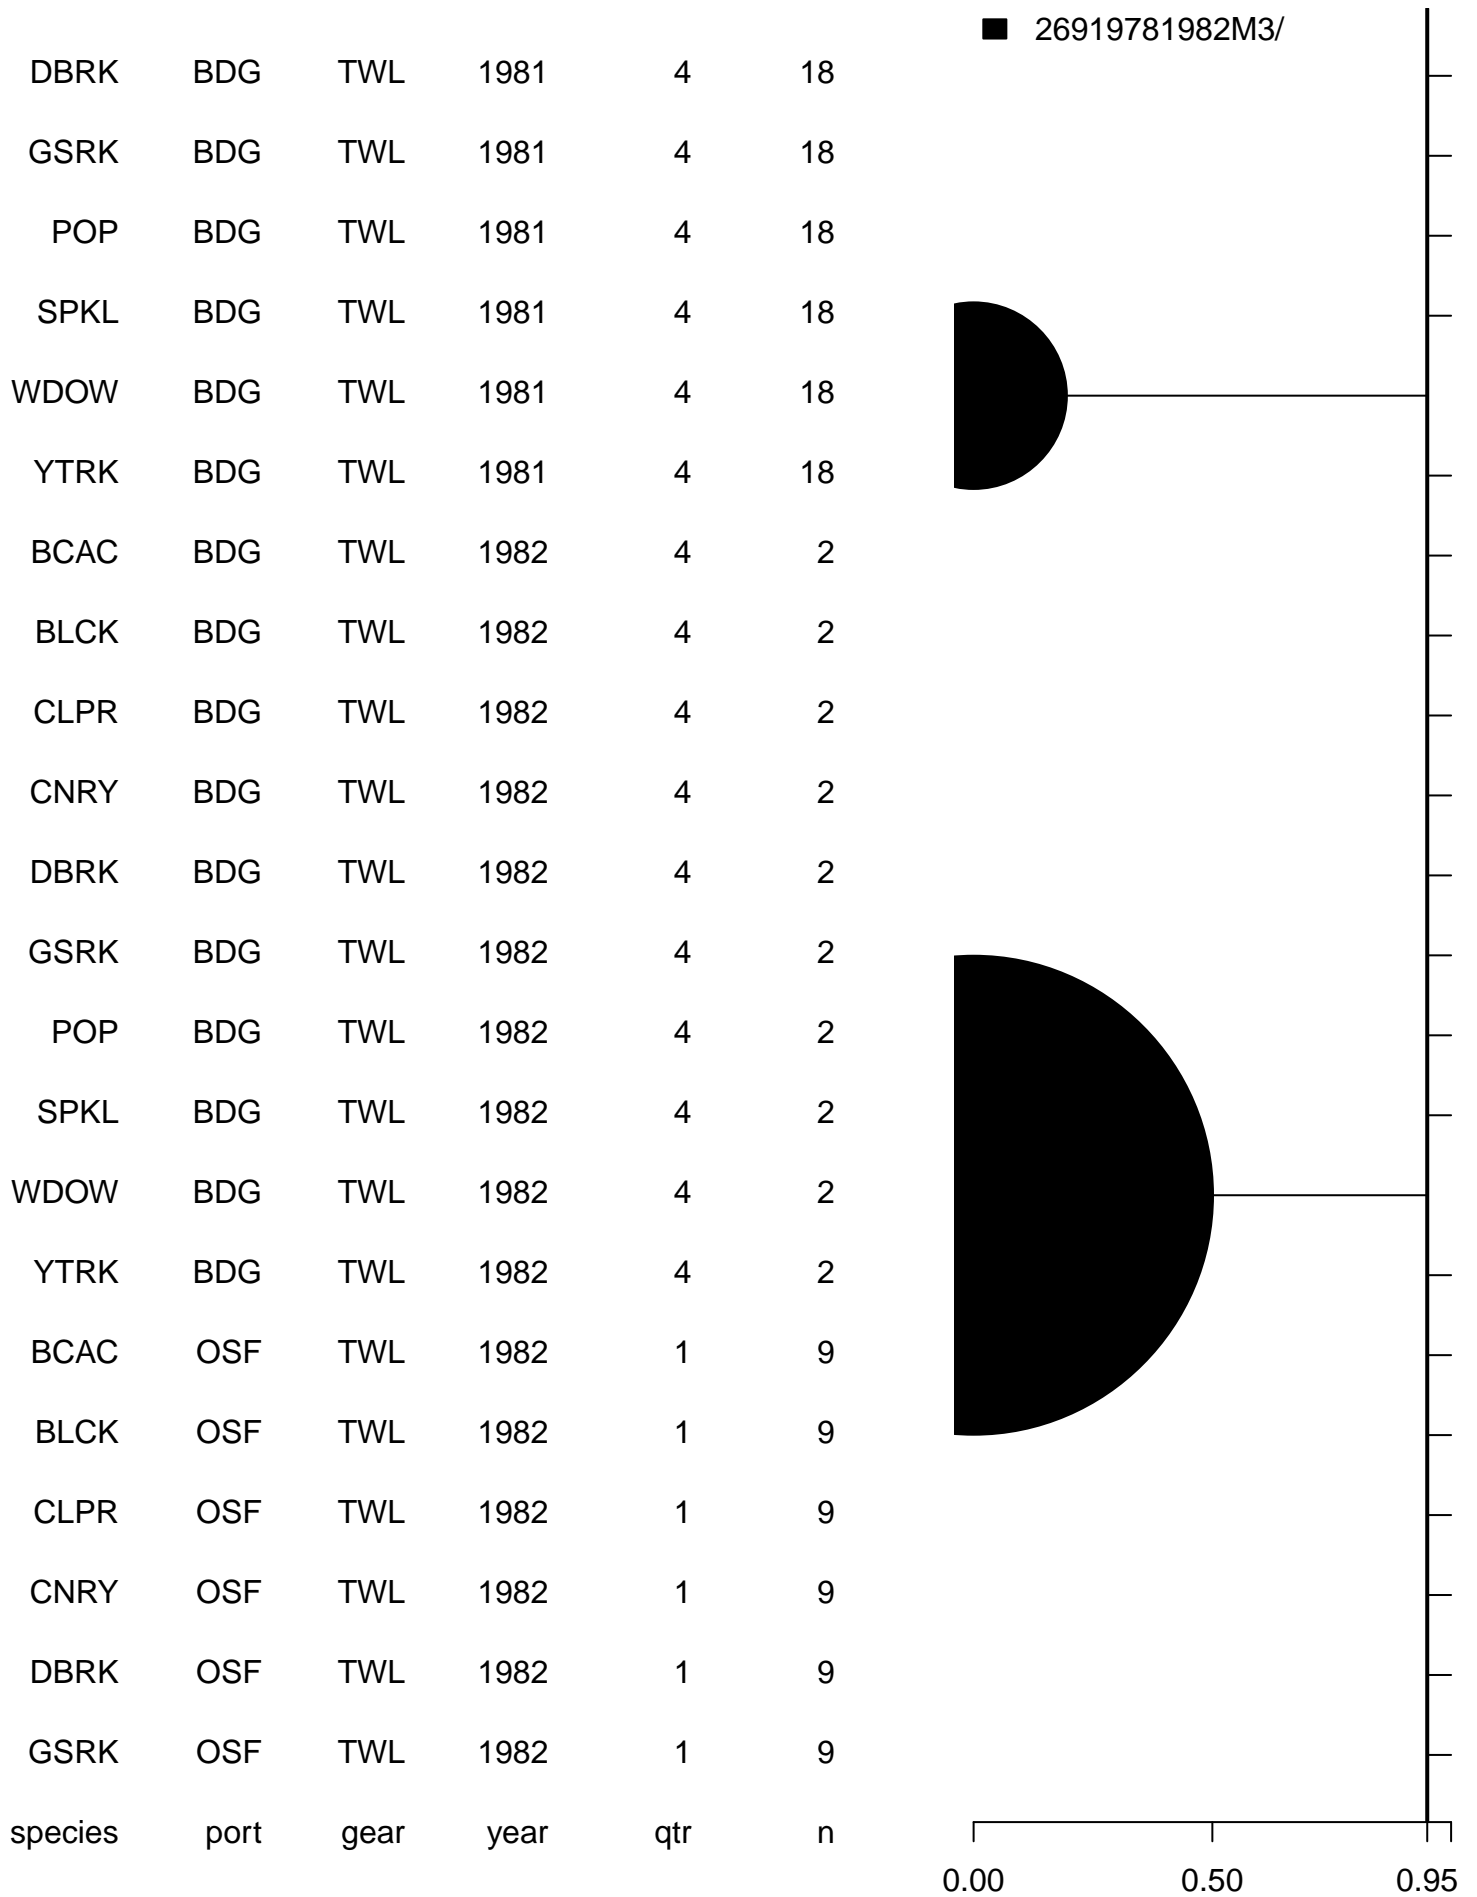 26919781982M3/
DBRK BDG TWL 1981 4 18
GSRK BDG TWL 1981 4 18
POP BDG TWL 1981 4 18
SPKL BDG TWL 1981 4 18
WDOW BDG TWL 1981 4 18
YTRK BDG TWL 1981 4 18
BCAC BDG TWL 1982 4 2
BLCK BDG TWL 1982 4 2
CLPR BDG TWL 1982 4 2
CNRY BDG TWL 1982 4 2
DBRK BDG TWL 1982 4 2
GSRK BDG TWL 1982 4 2
POP BDG TWL 1982 4 2
SPKL BDG TWL 1982 4 2
WDOW BDG TWL 1982 4 2
YTRK BDG TWL 1982 4 2
BCAC OSF TWL 1982 1 9
BLCK OSF TWL 1982 1 9
CLPR OSF TWL 1982 1 9
CNRY OSF TWL 1982 1 9
DBRK OSF TWL 1982 1 9
GSRK OSF TWL 1982 1 9
species port gear year qtr n
0.00 0.50 0.95